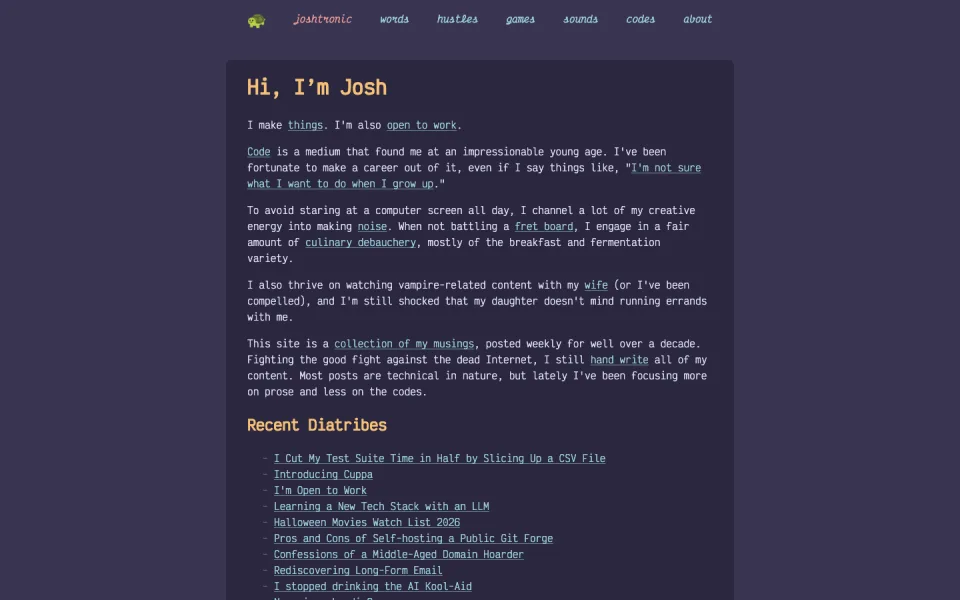 joshtronic words hustles games sounds codes about
Hi, I’m Josh
I make things. I'm also open to work.
Code is a medium that found me at an impressionable young age. I've been
fortunate to make a career out of it, even if I say things like, "I'm not sure
what I want to do when I grow up."
To avoid staring at a computer screen all day, I channel a lot of my creative
energy into making noise. When not battling a fret board, I engage in a fair
amount of culinary debauchery, mostly of the breakfast and fermentation
variety.
I also thrive on watching vampire-related content with my wife (or I've been
compelled), and I'm still shocked that my daughter doesn't mind running errands
with me.
This site is a collection of my musings, posted weekly for well over a decade.
Fighting the good fight against the dead Internet, I still hand write all of my
content. Most posts are technical in nature, but lately I've been focusing more
on prose and less on the codes.
Recent Diatribes
- I Cut My Test Suite Time in Half by Slicing Up a CSV File
- Introducing Cuppa
- I'm Open to Work
- Learning a New Tech Stack with an LLM
- Halloween Movies Watch List 2026
- Pros and Cons of Self-hosting a Public Git Forge
- Confessions of a Middle-Aged Domain Hoarder
- Rediscovering Long-Form Email
- I stopped drinking the AI Kool-Aid